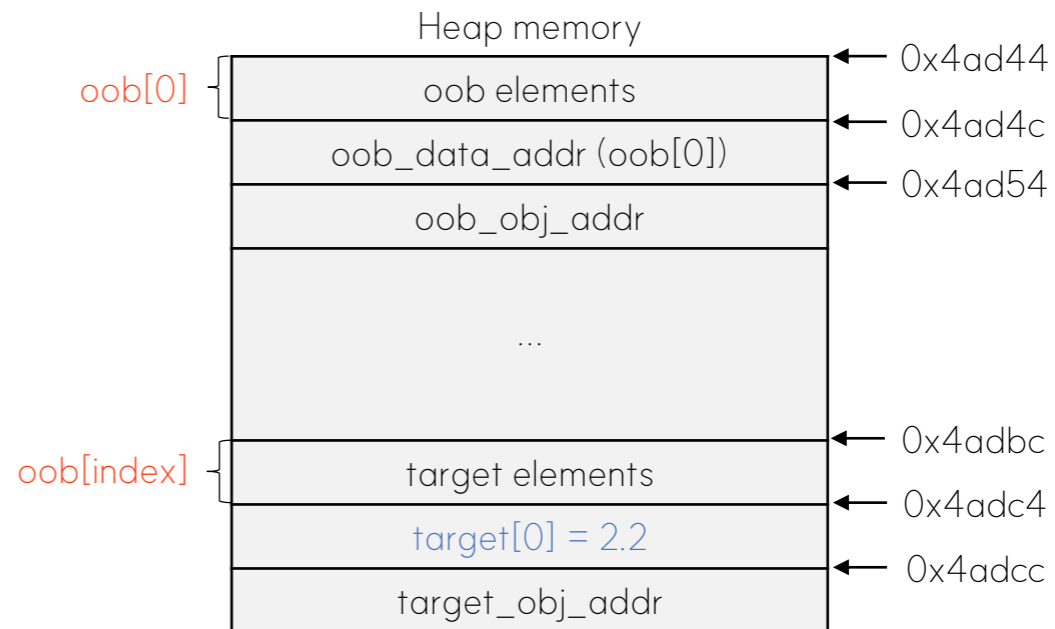 Heap memory
0x4ad44
oob[0]
oob elements
0x4ad4c
oob_data_addr (oob[0])
0x4ad54
oob_obj_addr
...
0x4adbc
oob[index]
target elements
0x4adc4
target[0] = 2.2
0x4adcc
target_obj_addr